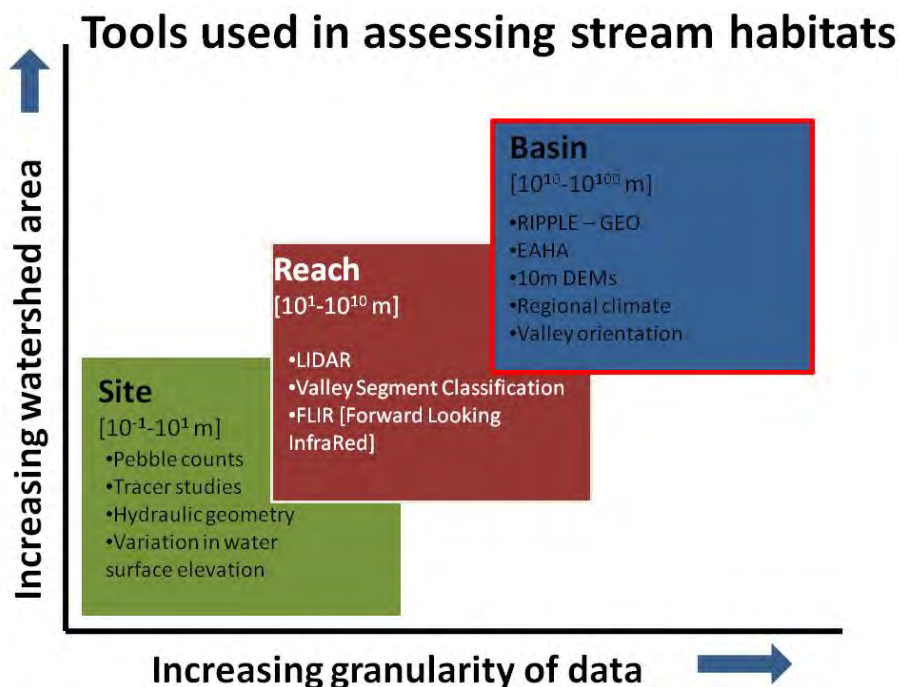 Tools used in assessing stream habitats
Increasing watershed area
Basin
[10¹⁰-10¹⁰⁰ m]
•RIPPLE – GEO
•EAHA
•10m DEMs
•Regional climate
•Valley orientation
Reach
[10¹-10¹⁰ m]
•LIDAR
•Valley Segment Classification
•FLIR [Forward Looking
InfraRed]
Site
[10⁻¹-10¹ m]
•Pebble counts
•Tracer studies
•Hydraulic geometry
•Variation in water
surface elevation
Increasing granularity of data